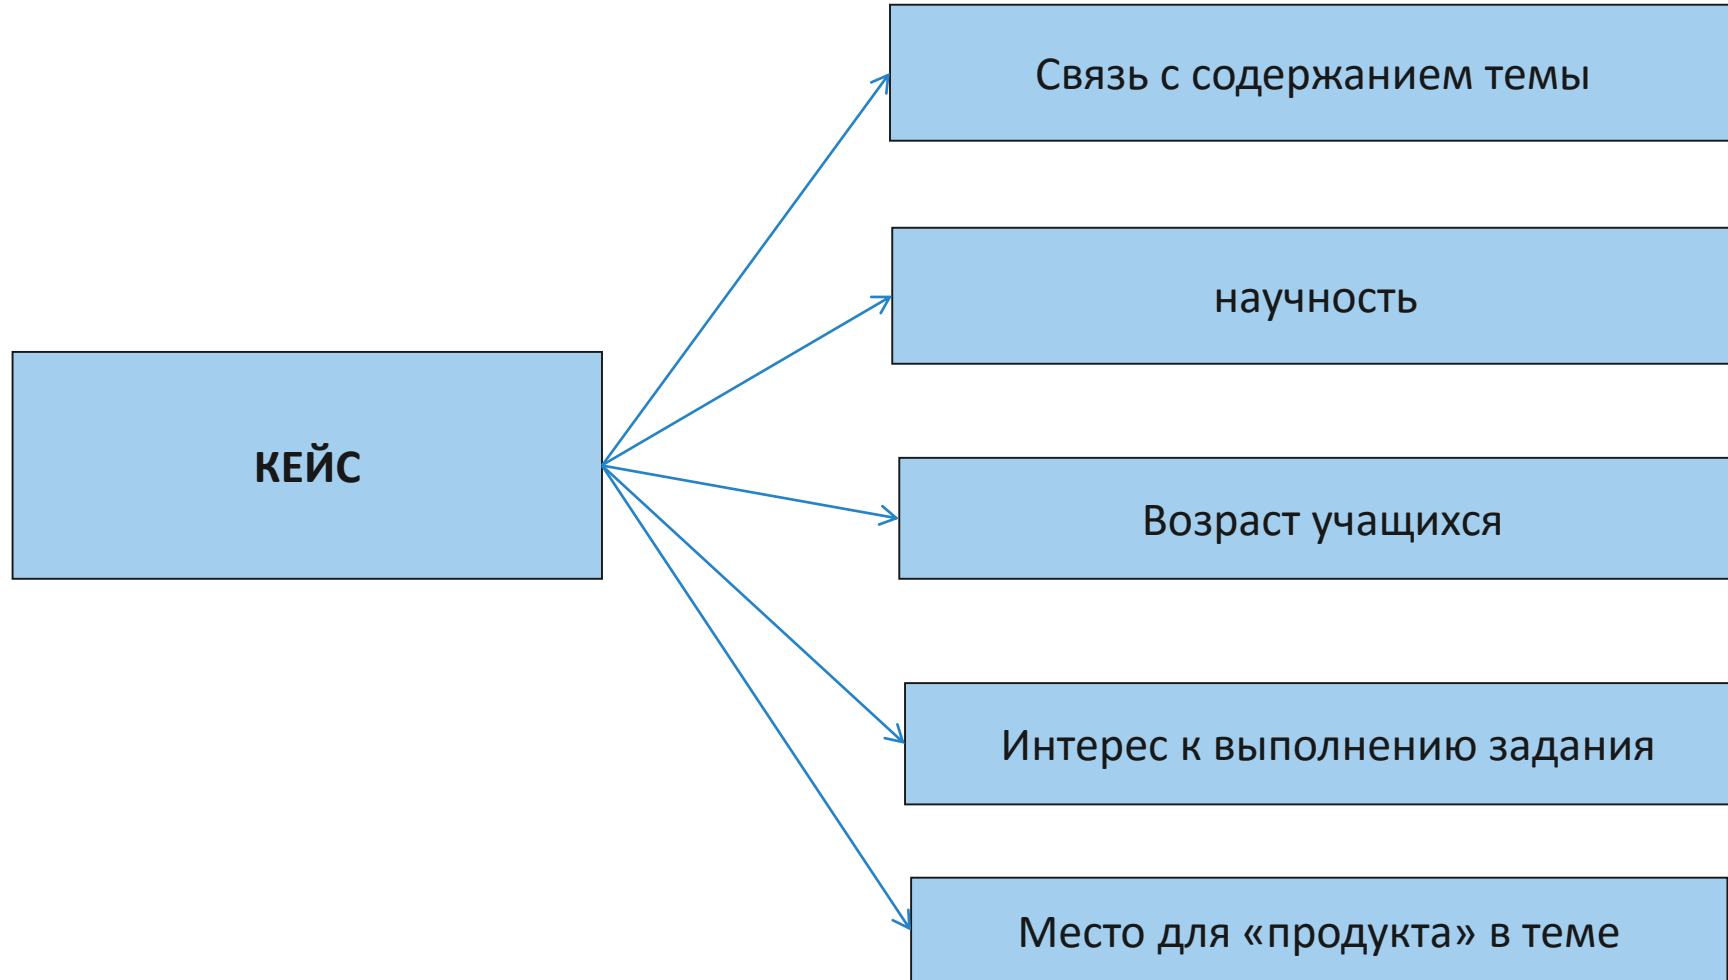 Связь с содержанием темы
научность
КЕЙС
Возраст учащихся
Интерес к выполнению задания
Место для «продукта» в теме